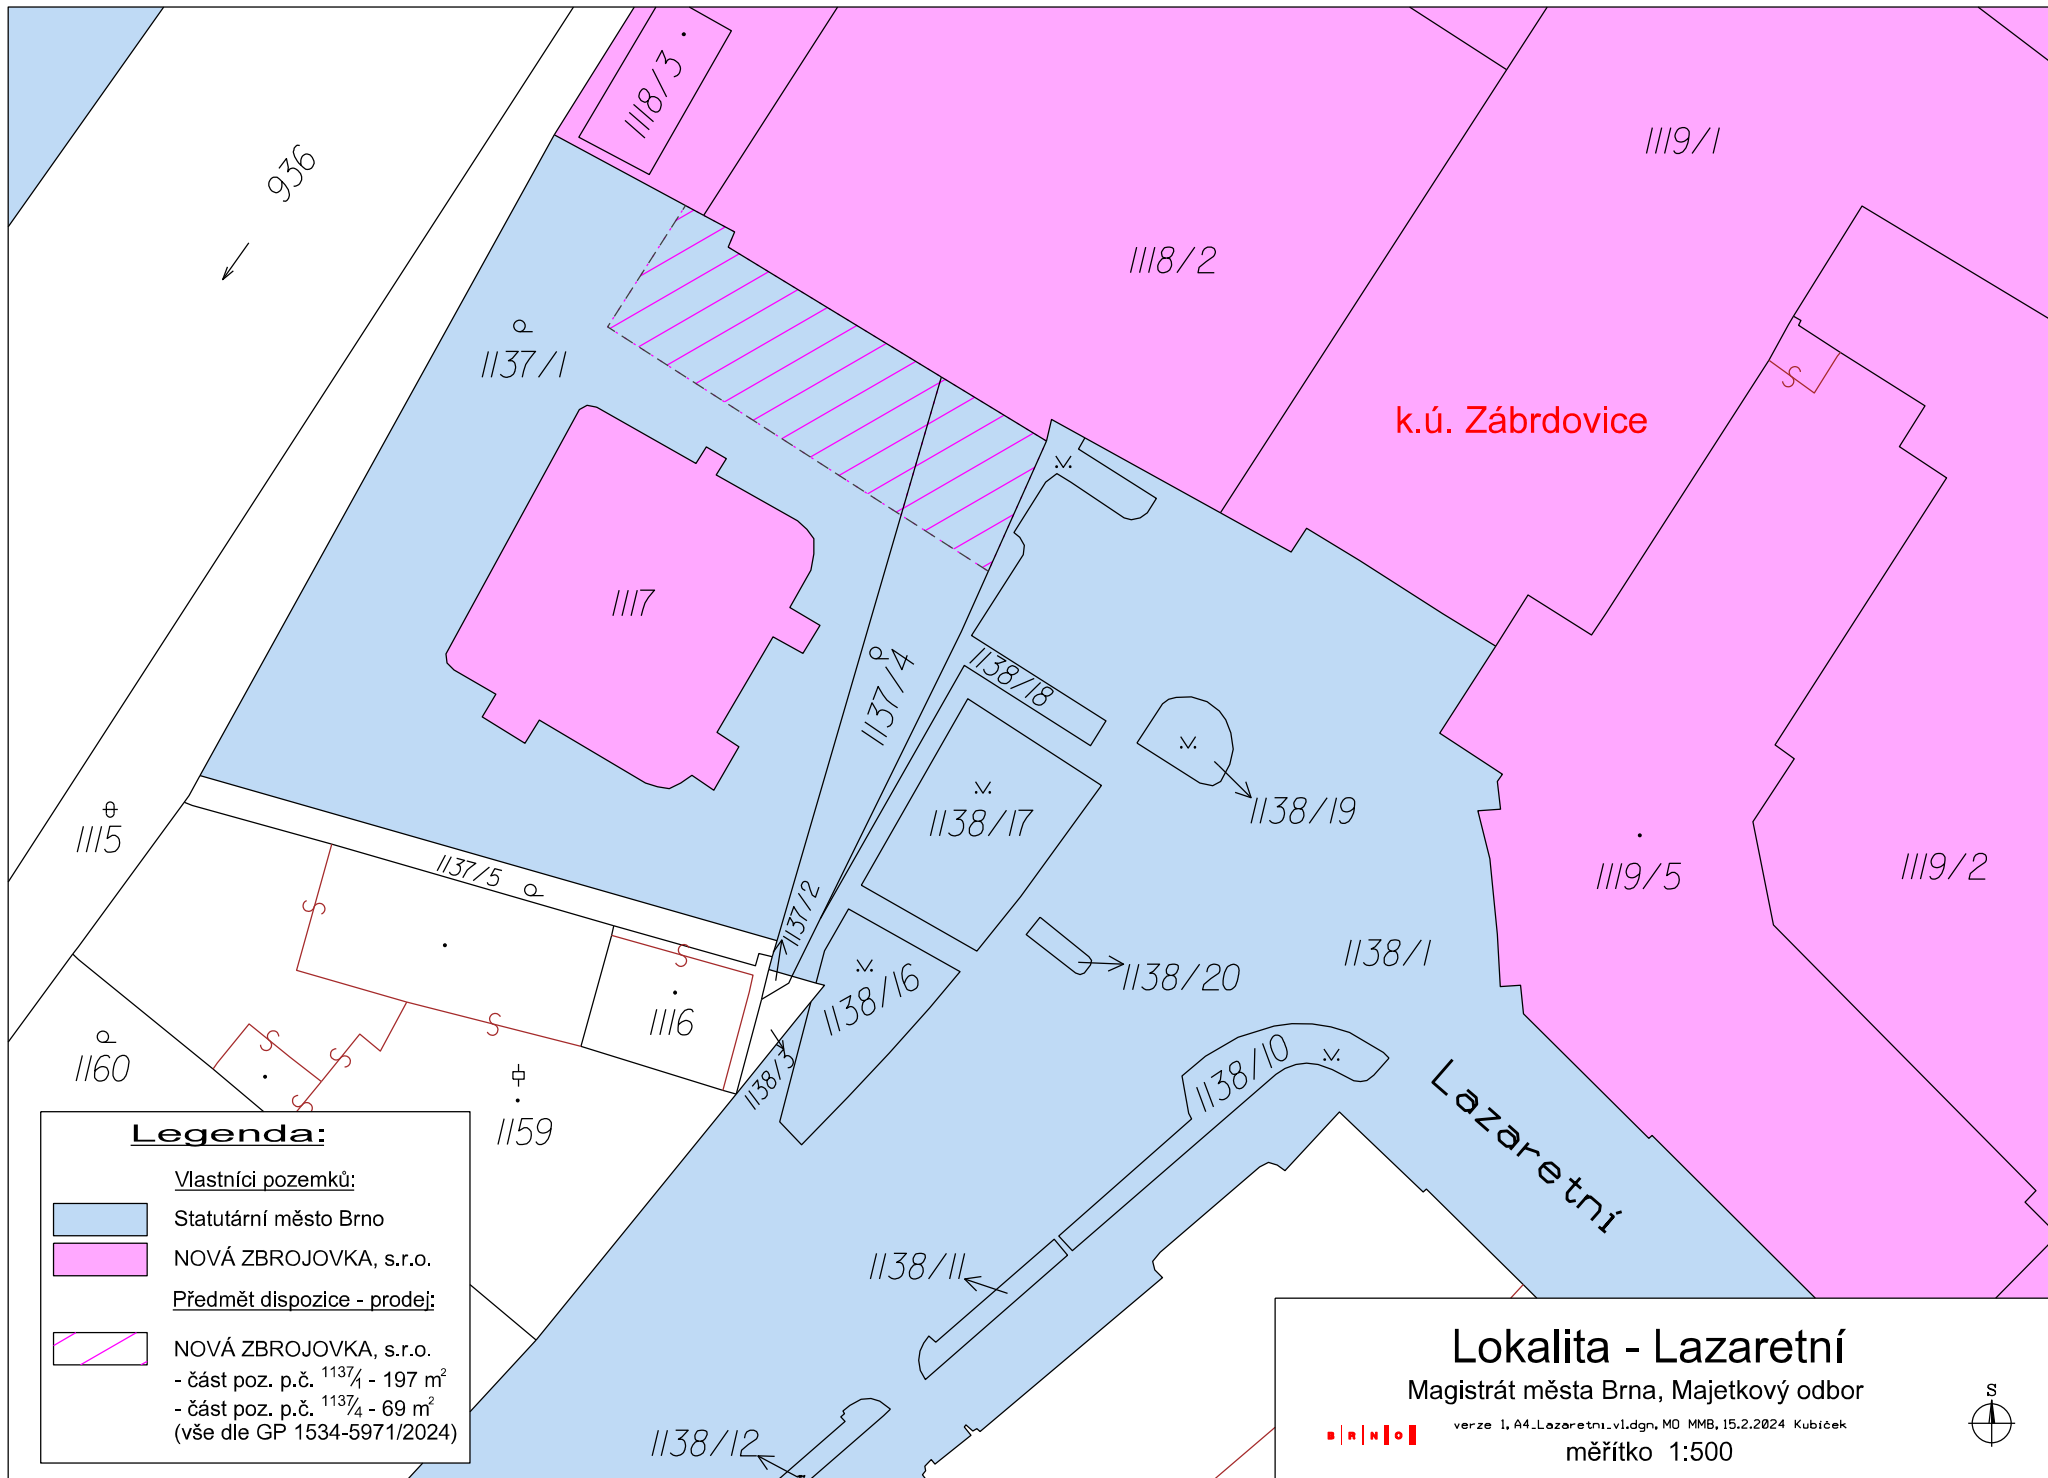 1118/3
936
1119/1
1118/2
1137/1
k.ú. Zábrdovice
1117
1137/4
1138/18
1138/17
1138/19
1115
1137/5
1137/2
1119/5
1119/2
1138/1
1138/20
1138/16
1116
1138/3
1160
1159
1138/10
Lazaretní
1138/11
1138/12
Legenda:
Vlastníci pozemků:
Statutární město Brno
NOVÁ ZBROJOVKA, s.r.o.
Předmět dispozice - prodej:
NOVÁ ZBROJOVKA, s.r.o.
- část poz. p.č. 1137/1 - 197 m²
- část poz. p.č. 1137/4 - 69 m²
(vše dle GP 1534-5971/2024)
Lokalita - Lazaretní
Magistrát města Brna, Majetkový odbor
verze 1, A4_Lazaretni_v1.dgn, MO MMB, 15.2.2024 Kubíček
BRNO
měřítko 1:500
S